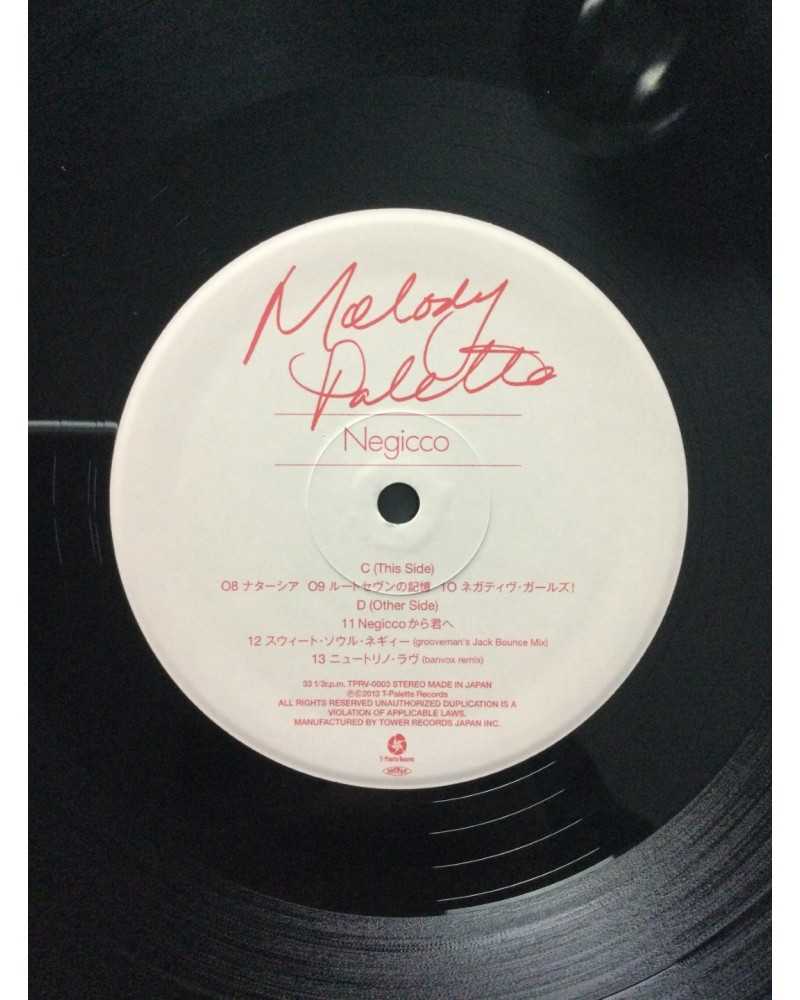 Melody
Palette
Negicco
C (This Side)
08 ナターシア 09 ルートセヴンの記憶 10 ネガティヴ・ガールズ！
D (Other Side)
11 Negiccoから君へ
12 スウィート・ソウル・ネギィー (grooveman's Jack Bounce Mix)
13 ニュートリノ・ラヴ (banvox remix)
33 1/3r.p.m. TPRV-0003 STEREO MADE IN JAPAN
ⓅⒸ2013 T-Palette Records
ALL RIGHTS RESERVED UNAUTHORIZED DUPLICATION IS A
VIOLATION OF APPLICABLE LAWS.
MANUFACTURED BY TOWER RECORDS JAPAN INC.
T-Palette Records